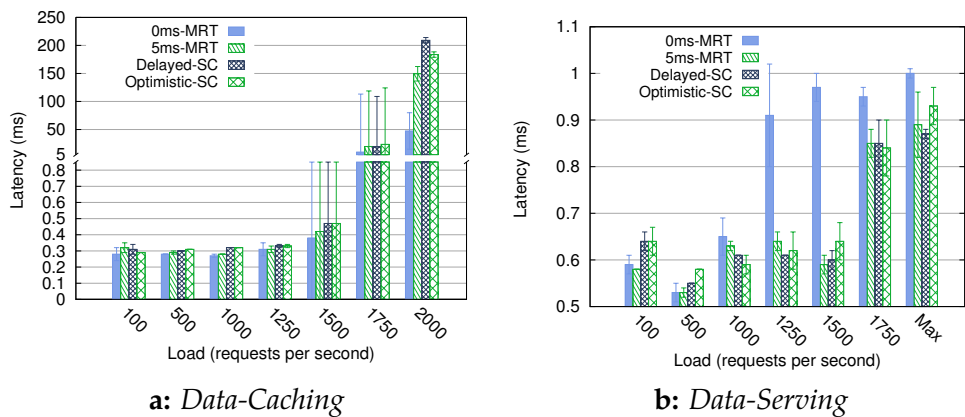 0ms-MRT
5ms-MRT
Delayed-SC
Optimistic-SC
Latency (ms)
250
200
150
100
50
5
0.8
0.7
0.6
0.5
0.4
0.3
0.2
0.1
0
100 500 1000 1250 1500 1750 2000
Load (requests per second)
a: Data-Caching
0ms-MRT
5ms-MRT
Delayed-SC
Optimistic-SC
Latency (ms)
1.1
1
0.9
0.8
0.7
0.6
0.5
100 500 1000 1250 1500 1750 Max
Load (requests per second)
b: Data-Serving